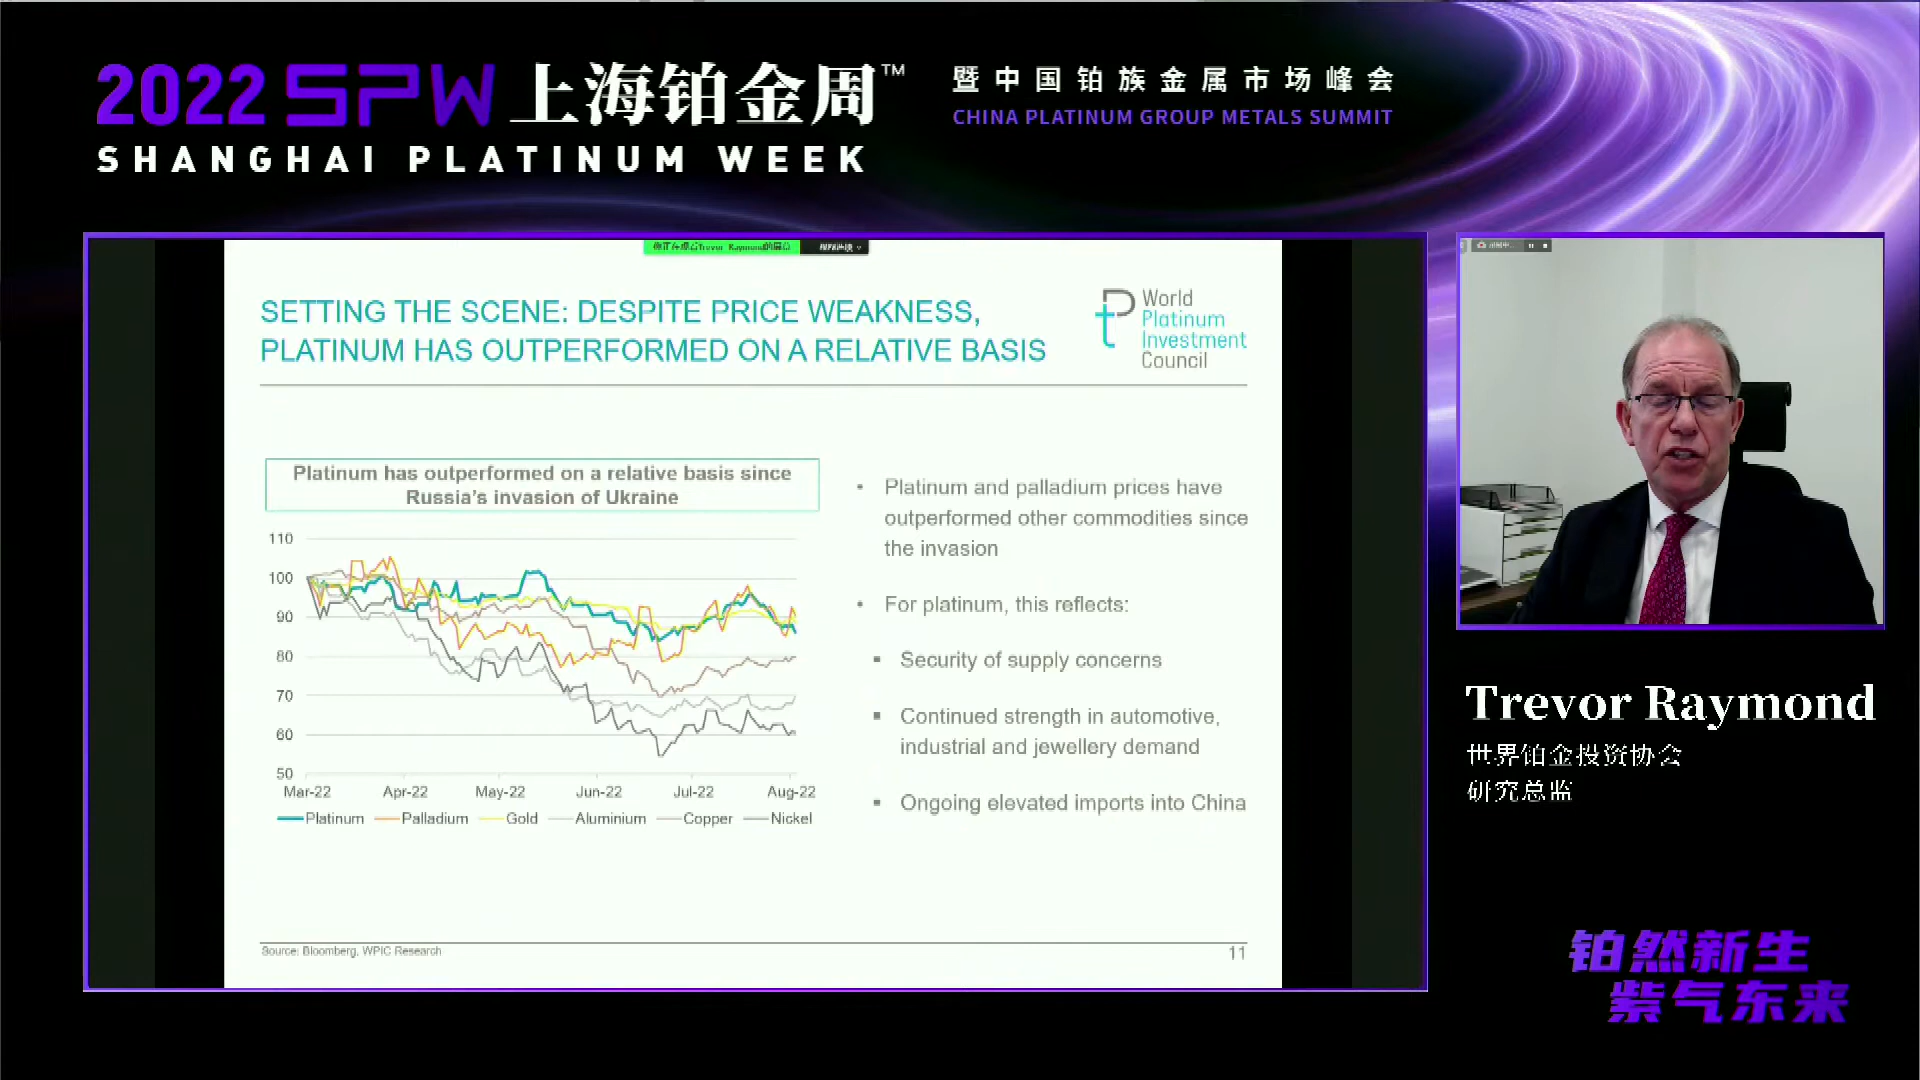 2022 SPW 上海铂金周™
SHANGHAI PLATINUM WEEK
暨中国铂族金属市场峰会
CHINA PLATINUM GROUP METALS SUMMIT
SETTING THE SCENE: DESPITE PRICE WEAKNESS,
PLATINUM HAS OUTPERFORMED ON A RELATIVE BASIS
World
Platinum
Investment
Council
Platinum has outperformed on a relative basis since
Russia's invasion of Ukraine
110
100
90
80
70
60
50
Mar-22 Apr-22 May-22 Jun-22 Jul-22 Aug-22
Platinum Palladium Gold Aluminium Copper Nickel
• Platinum and palladium prices have
outperformed other commodities since
the invasion
• For platinum, this reflects:
▪ Security of supply concerns
▪ Continued strength in automotive,
industrial and jewellery demand
▪ Ongoing elevated imports into China
Source: Bloomberg, WPIC Research
11
Trevor Raymond
世界铂金投资协会
研究总监
铂然新生
紫气东来